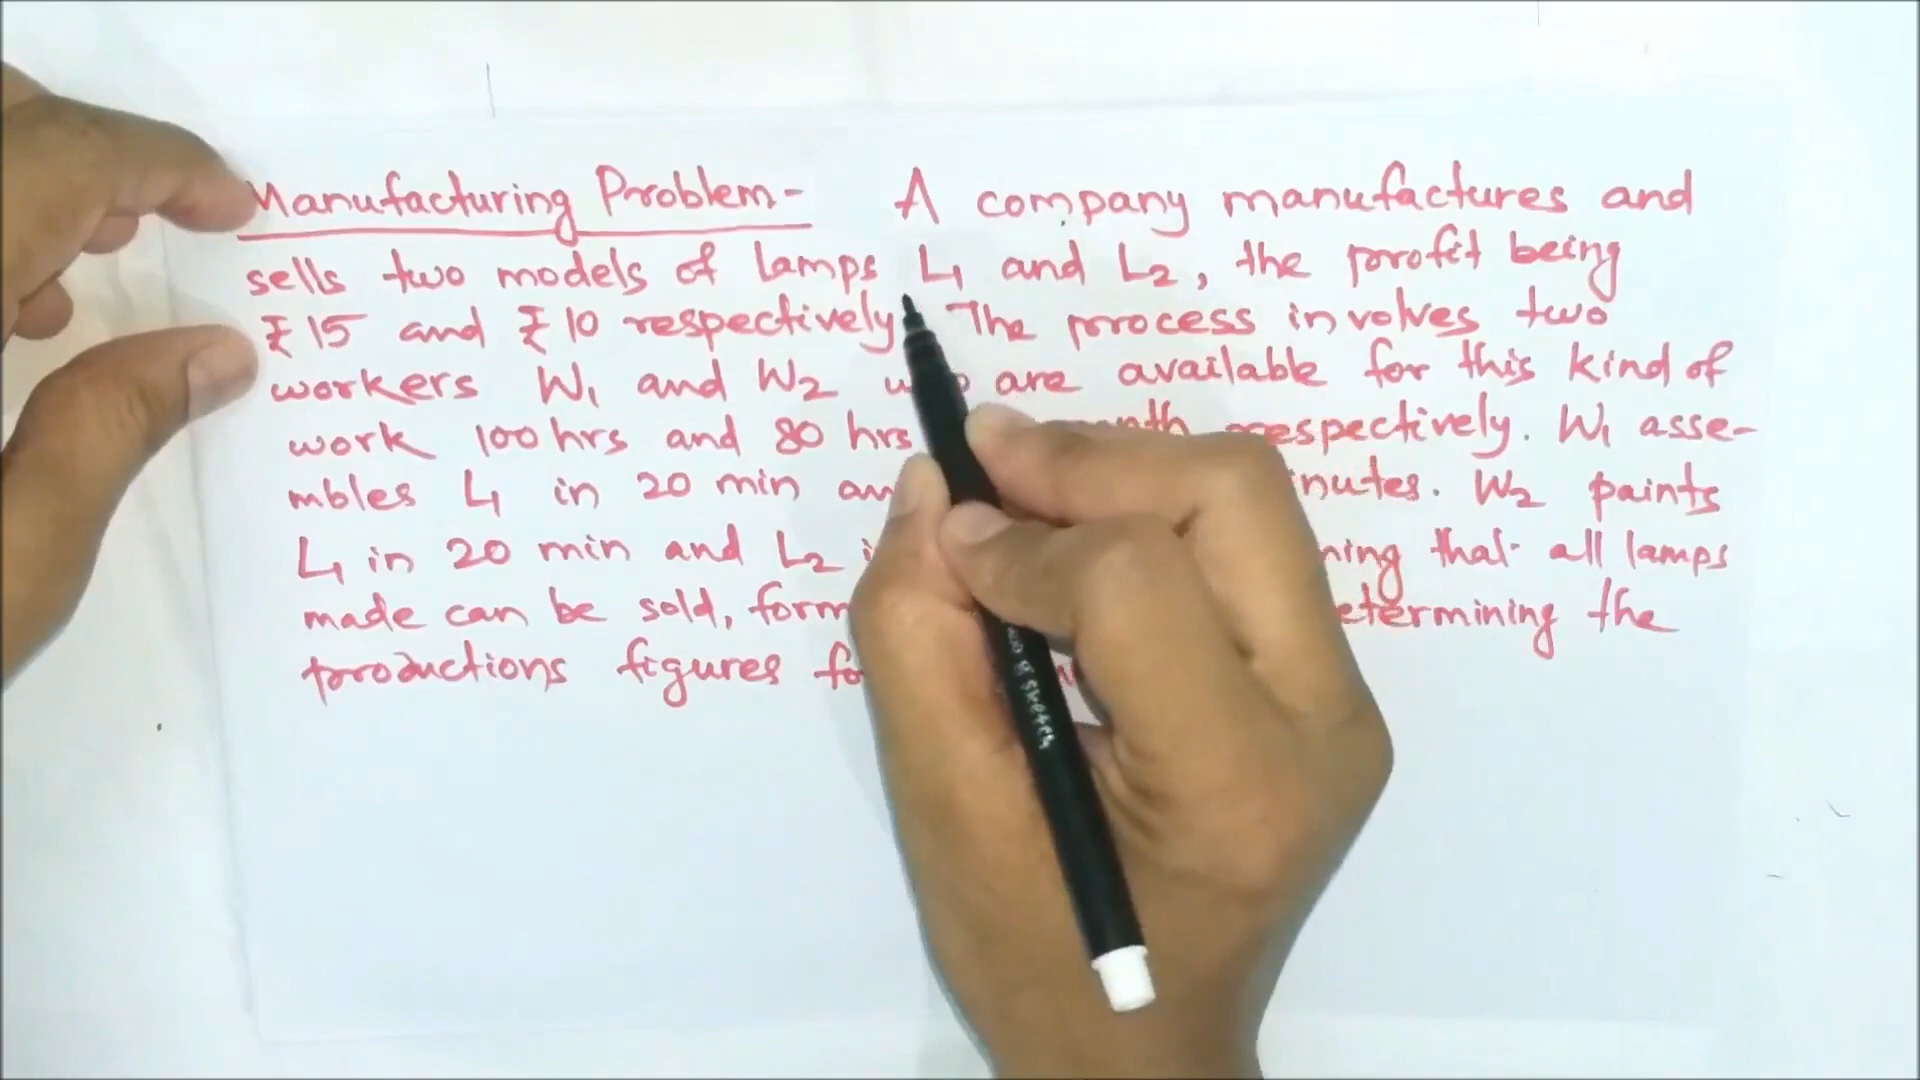 Manufacturing Problem- A company manufactures and
sells two models of lamps L1 and L2, the profit being
₹15 and ₹10 respectively. The process involves two
workers W1 and W2 are available for this kind of
work 100hrs and 80 hrs respectively. W1 asse-
mbles L1 in 20 min W2 paints
L1 in 20 min and L2 that all lamps
made can be sold, determining the
productions figures
sketch